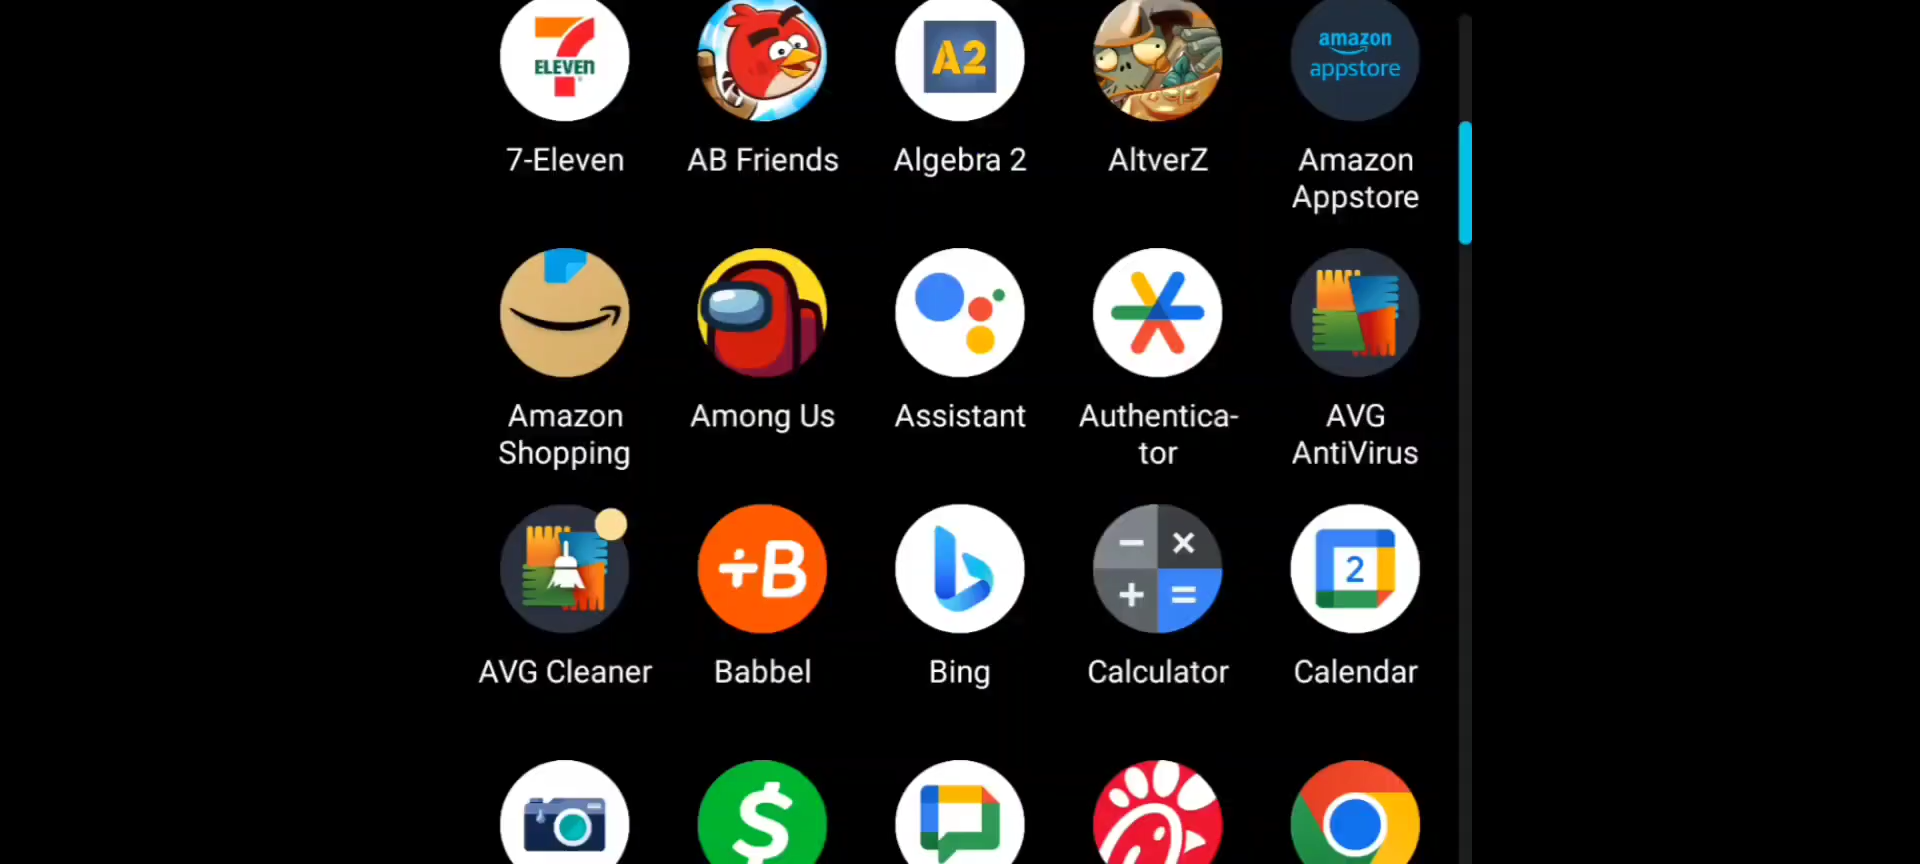 7
ELEVEN
A2
amazon
appstore
7-Eleven
AB Friends
Algebra 2
AltverZ
Amazon
Appstore
Amazon
Shopping
Among Us
Assistant
Authentica-
tor
AVG
AntiVirus
+B
2
AVG Cleaner
Babbel
Bing
Calculator
Calendar
$